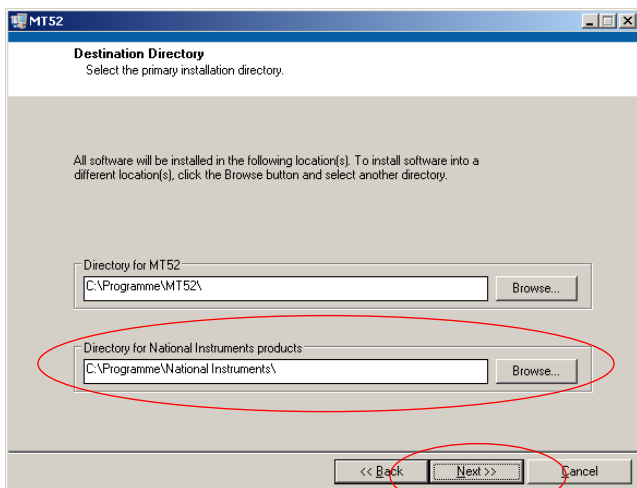 MT52
Destination Directory
Select the primary installation directory.
All software will be installed in the following location(s). To install software into a
different location(s), click the Browse button and select another directory.
Directory for MT52
C:\Programme\MT52\
Browse...
Directory for National Instruments products
C:\Programme\National Instruments\
Browse...
<< Back
Next >>
Cancel